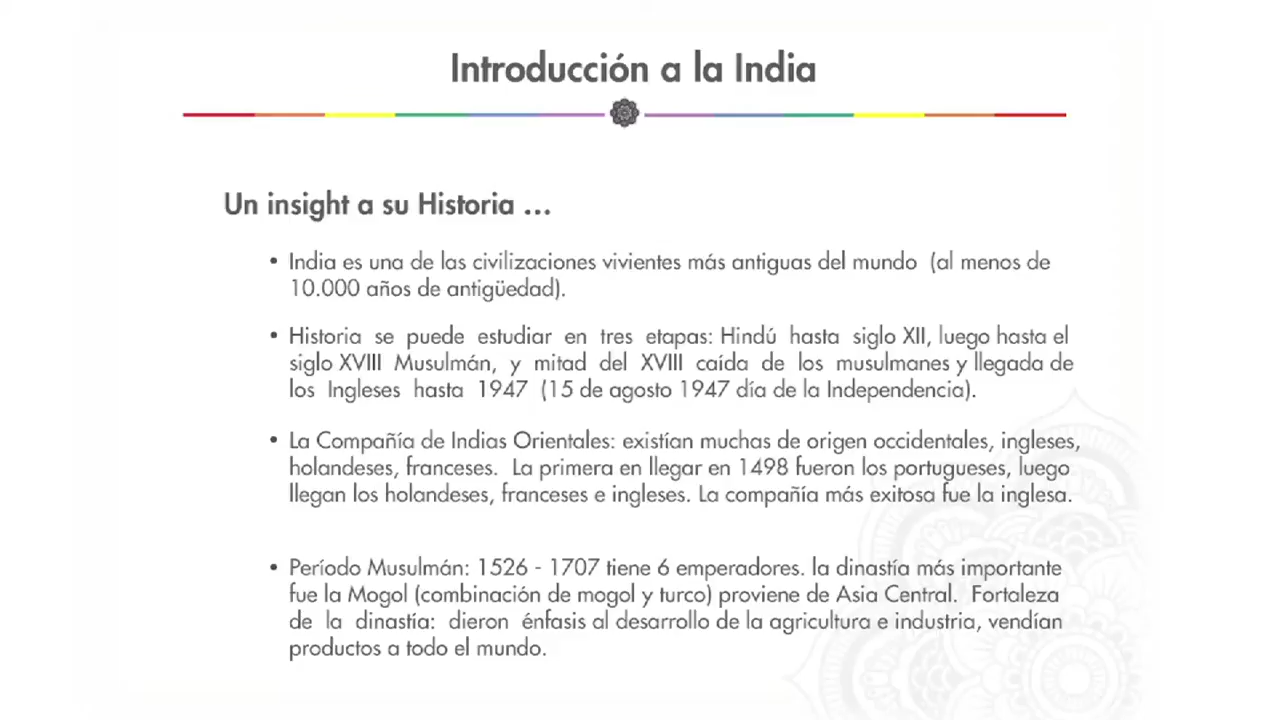 Introducción a la India
Un insight a su Historia ...
• India es una de las civilizaciones vivientes más antiguas del mundo (al menos de
10.000 años de antigüedad).
• Historia se puede estudiar en tres etapas: Hindú hasta siglo XII, luego hasta el
siglo XVIII Musulmán, y mitad del XVIII caída de los musulmanes y llegada de
los Ingleses hasta 1947 (15 de agosto 1947 día de la Independencia).
• La Compañía de Indias Orientales: existían muchas de origen occidentales, ingleses,
holandeses, franceses. La primera en llegar en 1498 fueron los portugueses, luego
llegan los holandeses, franceses e ingleses. La compañía más exitosa fue la inglesa.
• Período Musulmán: 1526 - 1707 tiene 6 emperadores. la dinastía más importante
fue la Mogol (combinación de mogol y turco) proviene de Asia Central. Fortaleza
de la dinastía: dieron énfasis al desarrollo de la agricultura e industria, vendían
productos a todo el mundo.